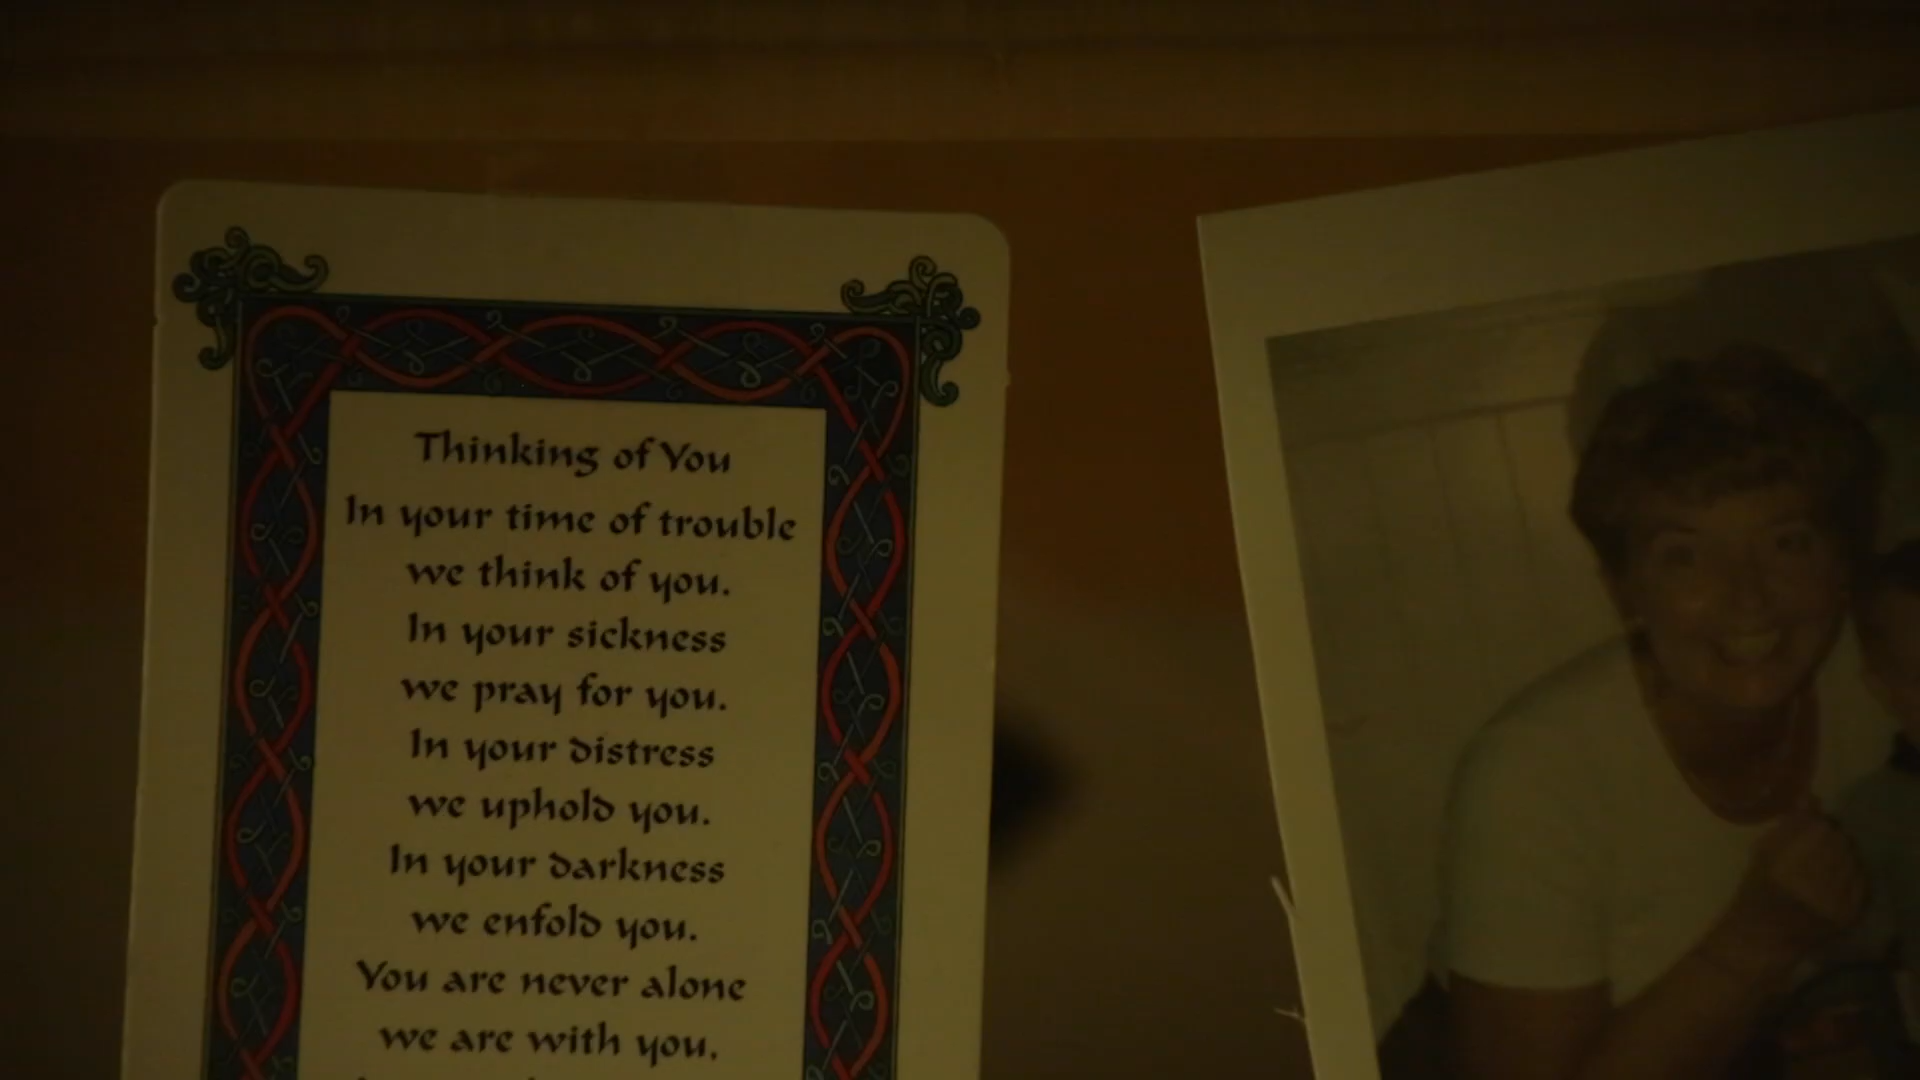 Thinking of You
In your time of trouble
we think of you.
In your sickness
we pray for you.
In your distress
we uphold you.
In your darkness
we enfold you.
You are never alone
we are with you.